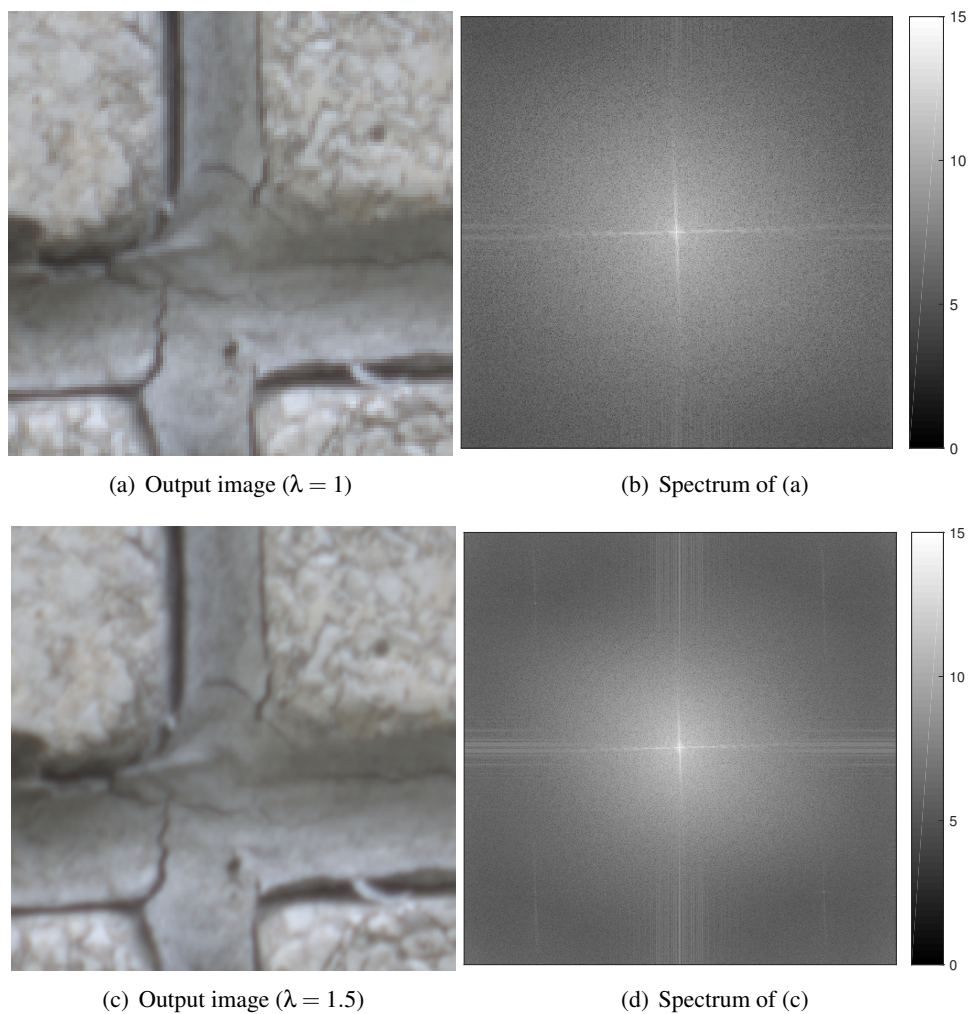 15
10
5
0
(a) Output image (λ = 1)
(b) Spectrum of (a)
15
10
5
0
(c) Output image (λ = 1.5)
(d) Spectrum of (c)